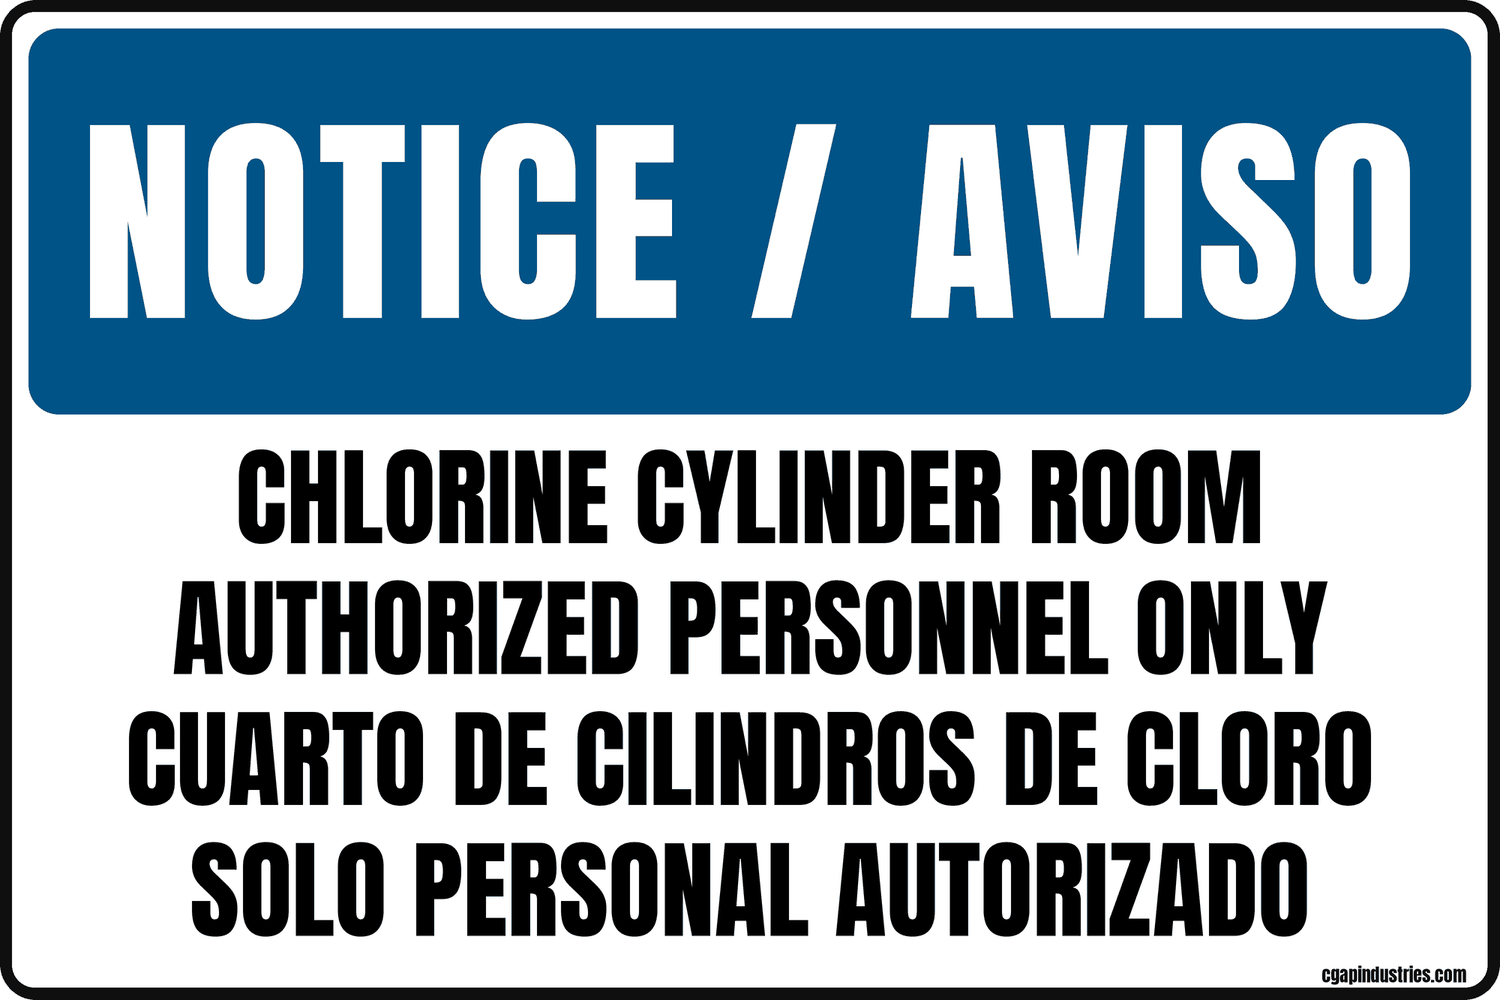 NOTICE / AVISO
CHLORINE CYLINDER ROOM
AUTHORIZED PERSONNEL ONLY
CUARTO DE CILINDROS DE CLORO
SOLO PERSONAL AUTORIZADO
cgapindustries.com